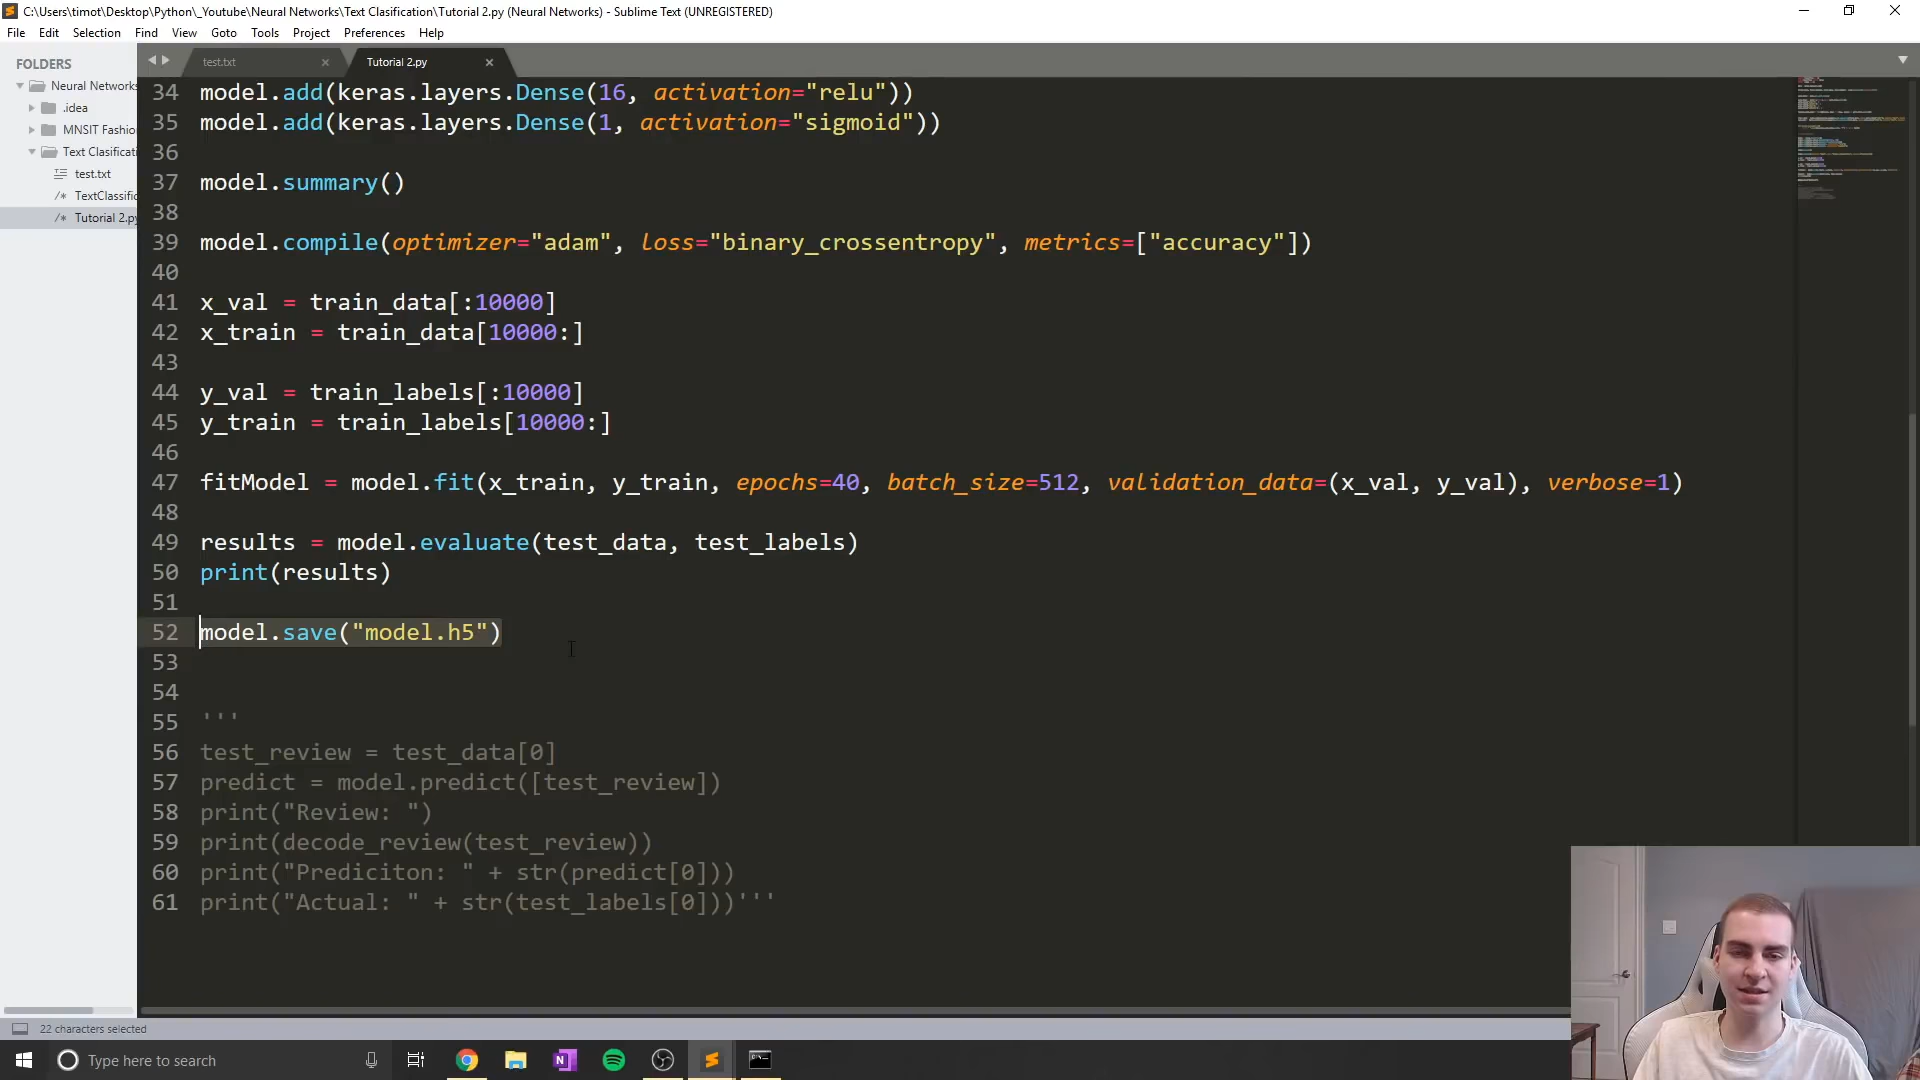 C:\Users\timot\Desktop\Python\_Youtube\Neural Networks\Text Clasification\Tutorial 2.py (Neural Networks) - Sublime Text (UNREGISTERED)
File Edit Selection Find View Goto Tools Project Preferences Help
FOLDERS
Neural Networks
.idea
MNSIT Fashio
Text Clasificati
test.txt
TextClassific
Tutorial 2.py
test.txt
Tutorial 2.py
34 model.add(keras.layers.Dense(16, activation="relu"))
35 model.add(keras.layers.Dense(1, activation="sigmoid"))
36
37 model.summary()
38
39 model.compile(optimizer="adam", loss="binary_crossentropy", metrics=["accuracy"])
40
41 x_val = train_data[:10000]
42 x_train = train_data[10000:]
43
44 y_val = train_labels[:10000]
45 y_train = train_labels[10000:]
46
47 fitModel = model.fit(x_train, y_train, epochs=40, batch_size=512, validation_data=(x_val, y_val), verbose=1)
48
49 results = model.evaluate(test_data, test_labels)
50 print(results)
51
52 model.save("model.h5")
53
54
55 '''
56 test_review = test_data[0]
57 predict = model.predict([test_review])
58 print("Review: ")
59 print(decode_review(test_review))
60 print("Prediciton: " + str(predict[0]))
61 print("Actual: " + str(test_labels[0]))'''
22 characters selected
Type here to search